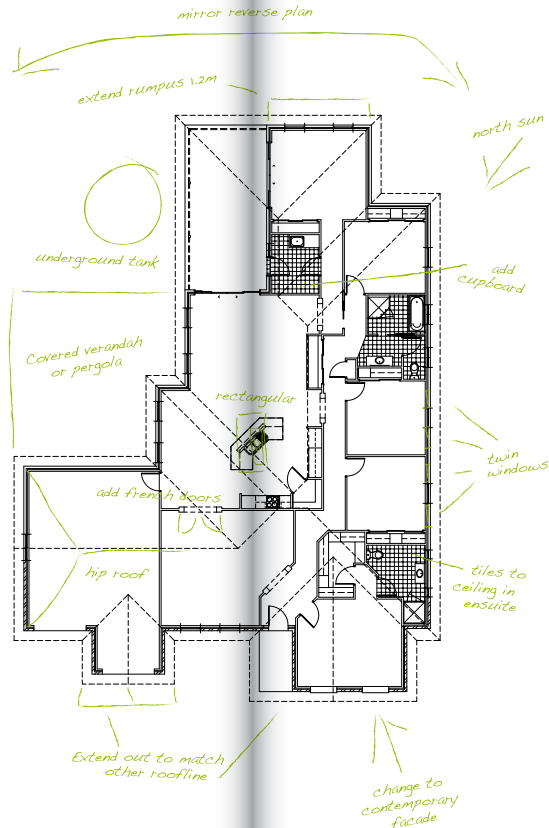 mirror reverse plan
extend rumpus 1.2m
north sun
underground tank
add
cupboard
Covered verandah
or pergola
rectangular
twin
windows
add french doors
hip roof
tiles to
ceiling in
ensuite
Extend out to match
other roofline
change to
contemporary
facade